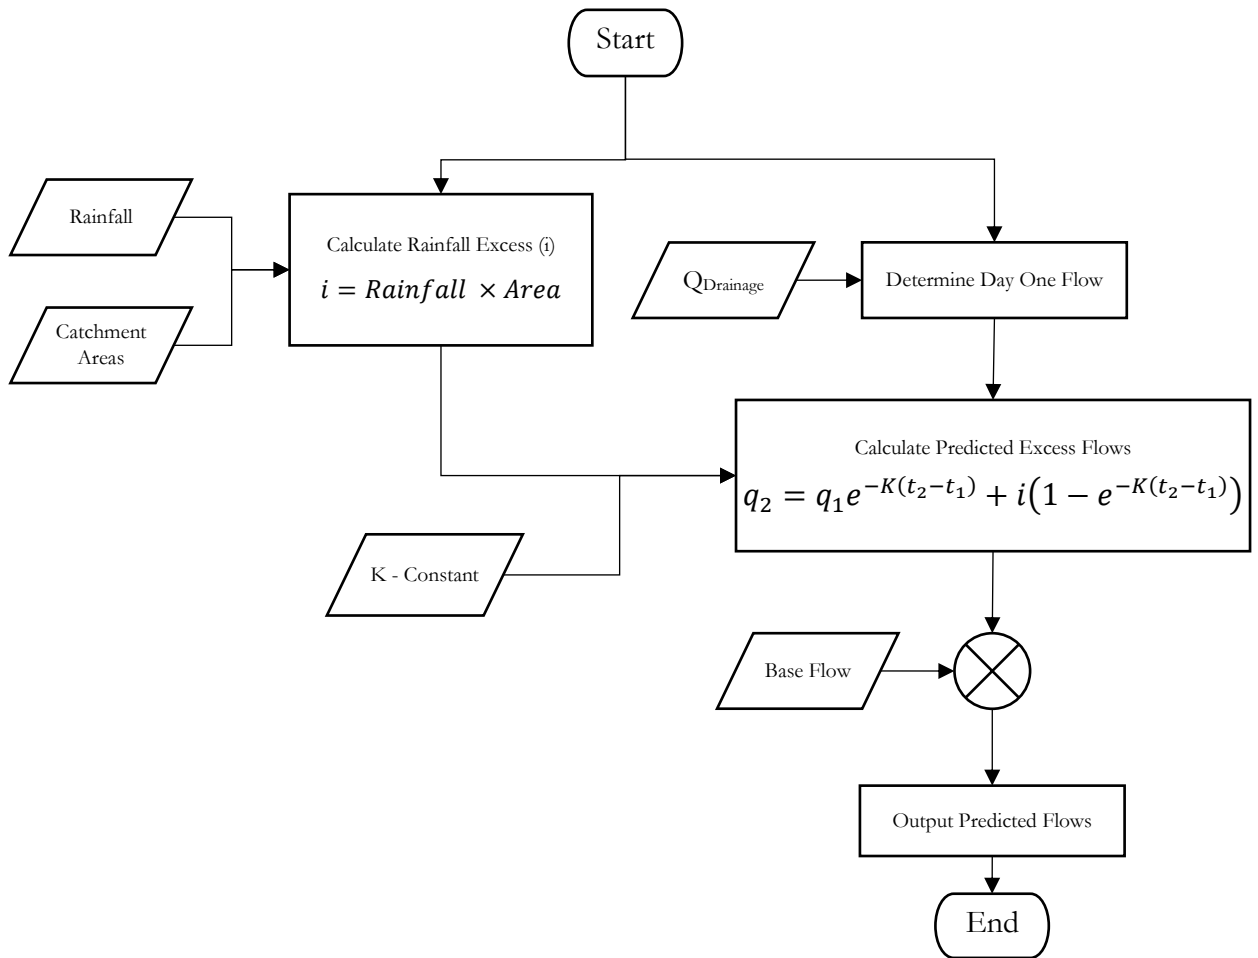 Start
Rainfall
Calculate Rainfall Excess (i)
i = Rainfall × Area
Catchment
Areas
QDrainage
Determine Day One Flow
Calculate Predicted Excess Flows
q₂ = q₁e^{−K(t₂−t₁)} + i(1 − e^{−K(t₂−t₁)})
K - Constant
Base Flow
Output Predicted Flows
End